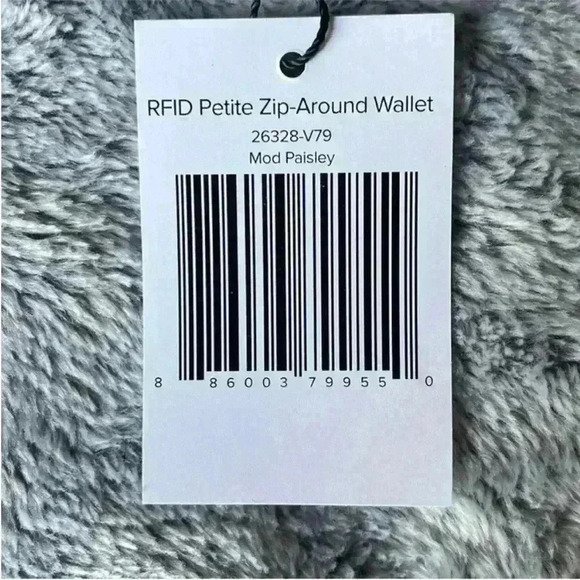 RFID Petite Zip-Around Wallet
26328-V79
Mod Paisley
8 86003 79955 0